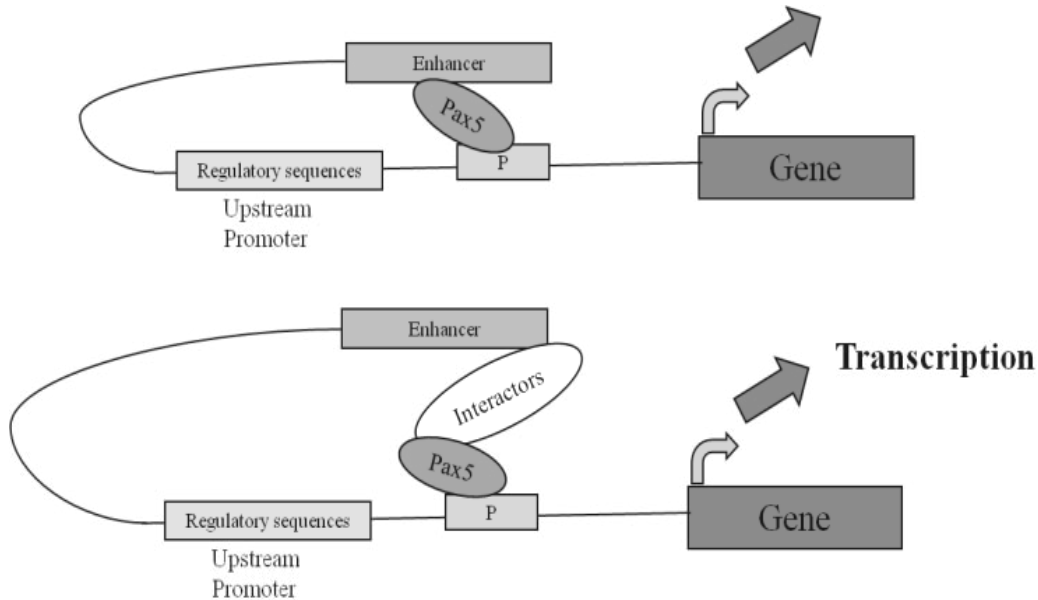 Enhancer
Pax5
P
Regulatory sequences
Gene
Upstream
Promoter
Enhancer
Transcription
Interactors
Pax5
P
Regulatory sequences
Gene
Upstream
Promoter